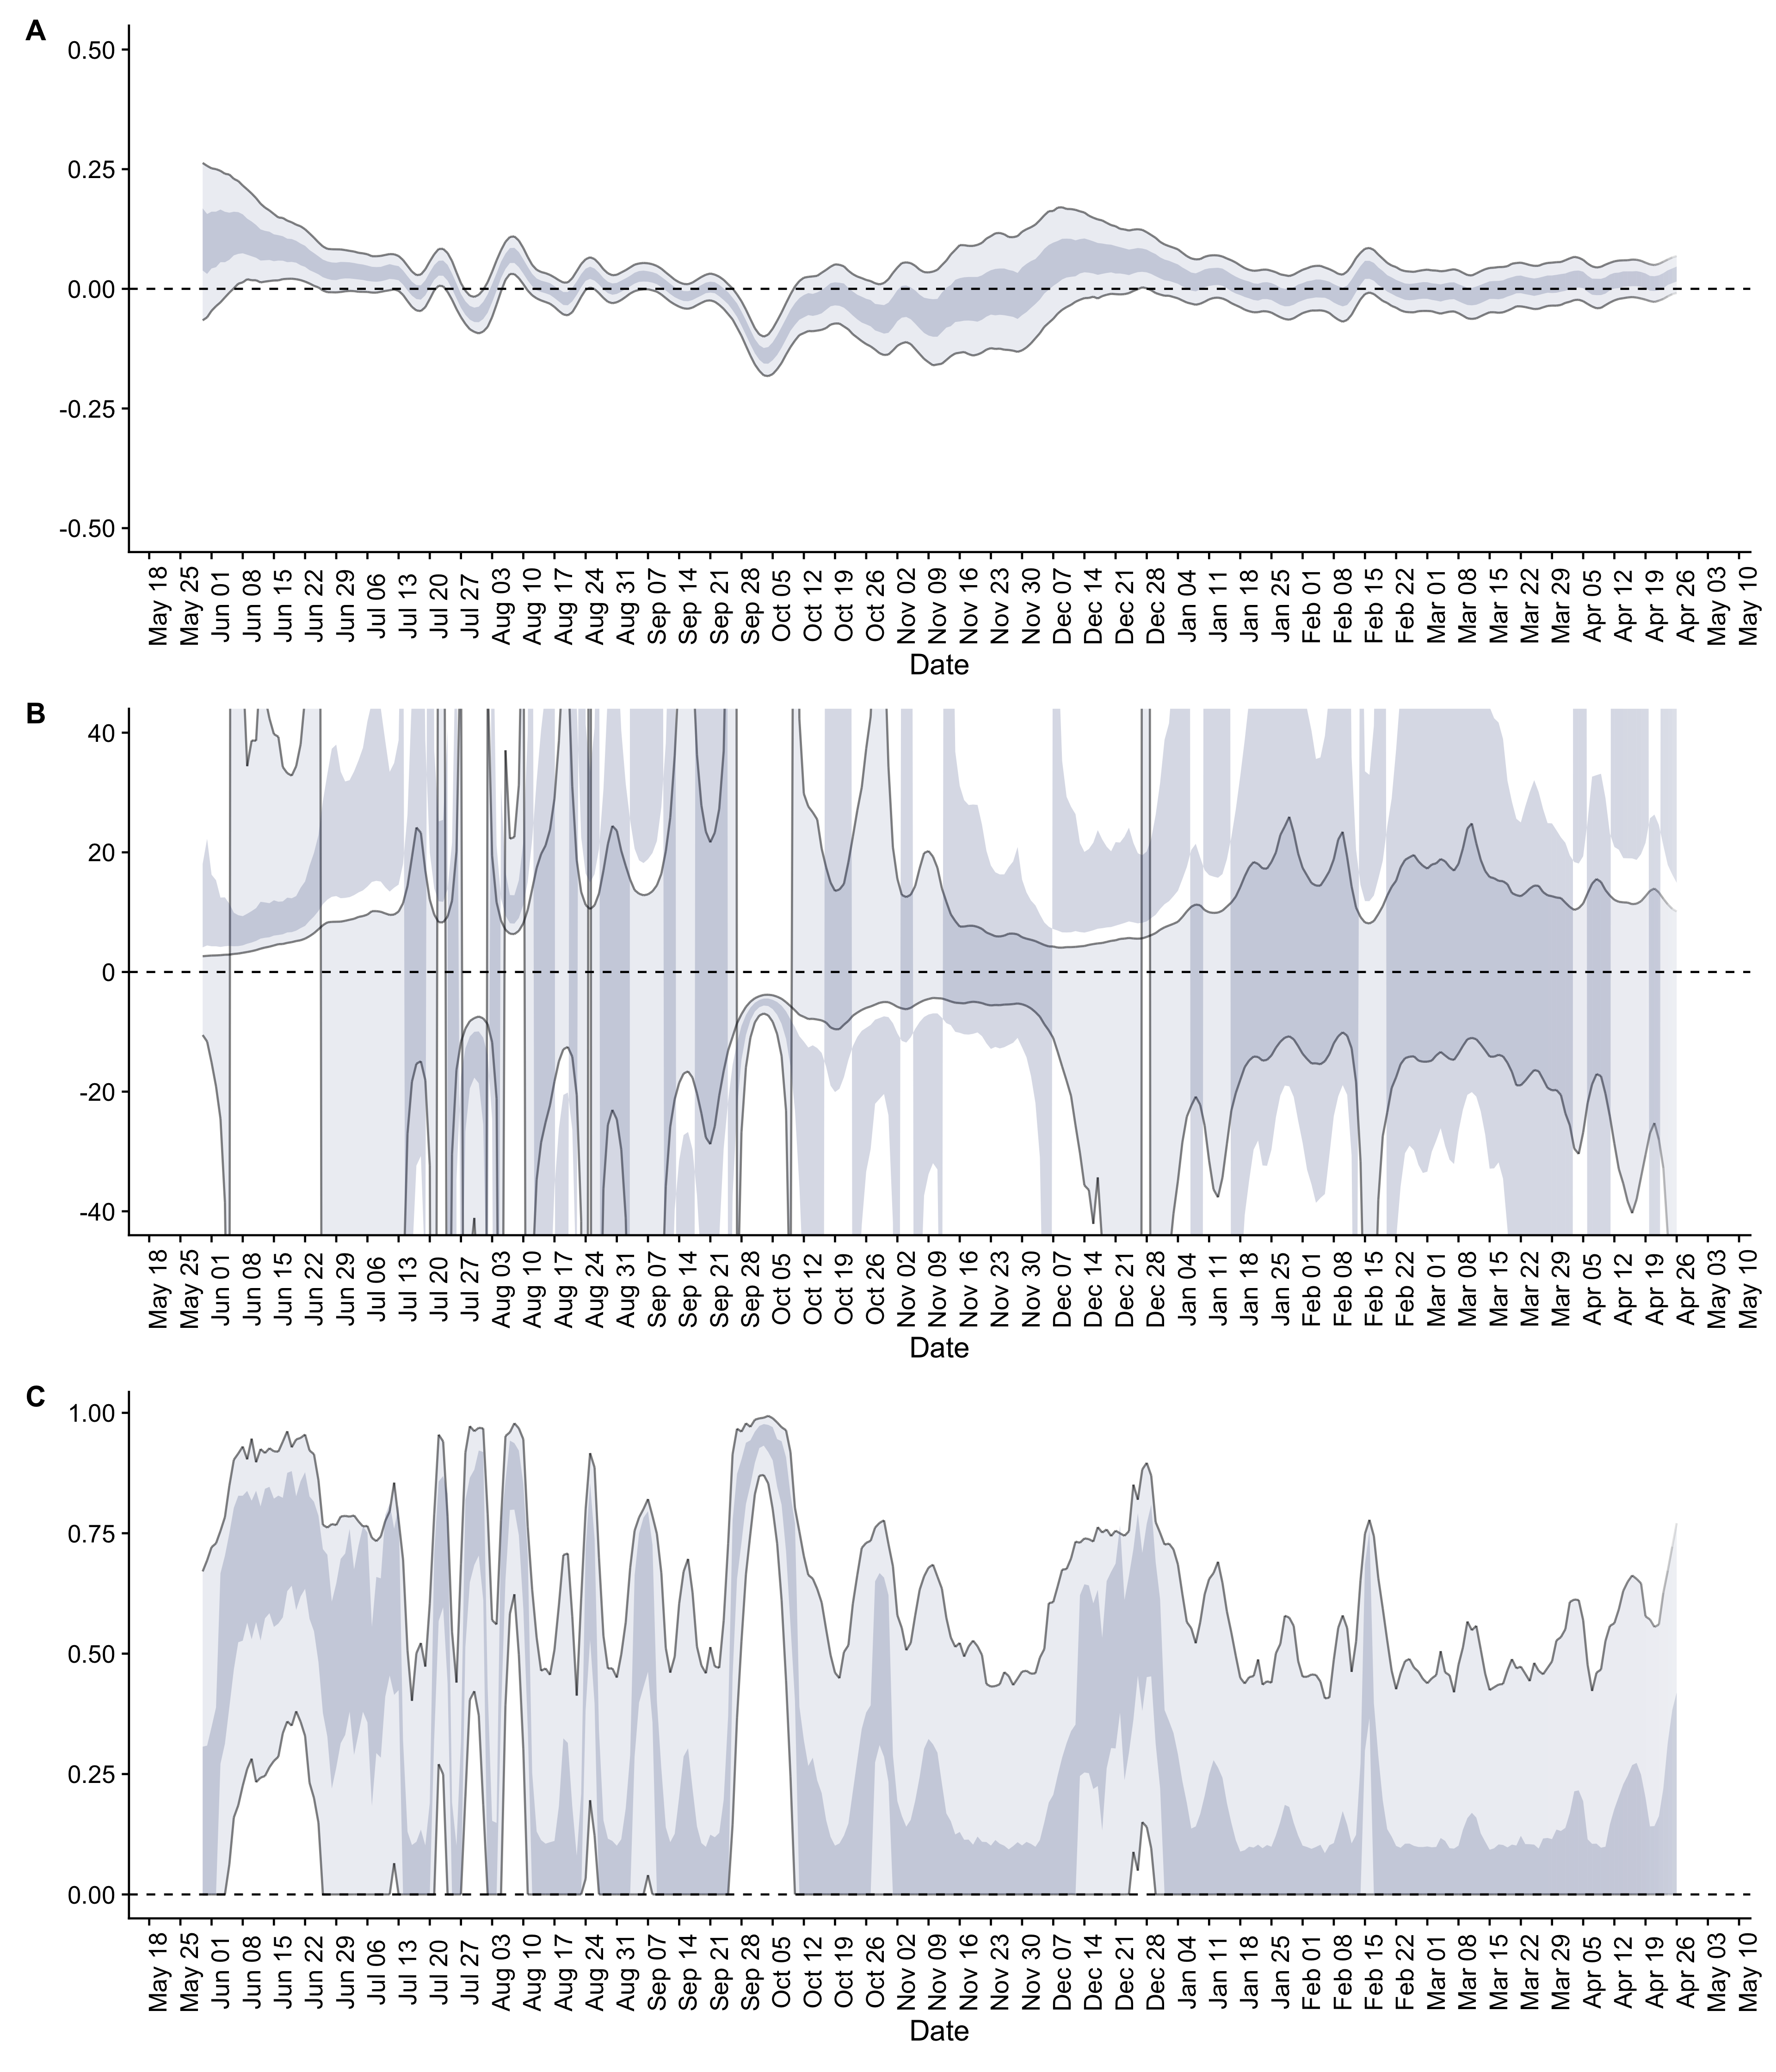 A
0.50
0.25
0.00
-0.25
-0.50
May 18 May 25 Jun 01 Jun 08 Jun 15 Jun 22 Jun 29 Jul 06 Jul 13 Jul 20 Jul 27 Aug 03 Aug 10 Aug 17 Aug 24 Aug 31 Sep 07 Sep 14 Sep 21 Sep 28 Oct 05 Oct 12 Oct 19 Oct 26 Nov 02 Nov 09 Nov 16 Nov 23 Nov 30 Dec 07 Dec 14 Dec 21 Dec 28 Jan 04 Jan 11 Jan 18 Jan 25 Feb 01 Feb 08 Feb 15 Feb 22 Mar 01 Mar 08 Mar 15 Mar 22 Mar 29 Apr 05 Apr 12 Apr 19 Apr 26 May 03 May 10
Date
B
40
20
0
-20
-40
May 18 May 25 Jun 01 Jun 08 Jun 15 Jun 22 Jun 29 Jul 06 Jul 13 Jul 20 Jul 27 Aug 03 Aug 10 Aug 17 Aug 24 Aug 31 Sep 07 Sep 14 Sep 21 Sep 28 Oct 05 Oct 12 Oct 19 Oct 26 Nov 02 Nov 09 Nov 16 Nov 23 Nov 30 Dec 07 Dec 14 Dec 21 Dec 28 Jan 04 Jan 11 Jan 18 Jan 25 Feb 01 Feb 08 Feb 15 Feb 22 Mar 01 Mar 08 Mar 15 Mar 22 Mar 29 Apr 05 Apr 12 Apr 19 Apr 26 May 03 May 10
Date
C
1.00
0.75
0.50
0.25
0.00
May 18 May 25 Jun 01 Jun 08 Jun 15 Jun 22 Jun 29 Jul 06 Jul 13 Jul 20 Jul 27 Aug 03 Aug 10 Aug 17 Aug 24 Aug 31 Sep 07 Sep 14 Sep 21 Sep 28 Oct 05 Oct 12 Oct 19 Oct 26 Nov 02 Nov 09 Nov 16 Nov 23 Nov 30 Dec 07 Dec 14 Dec 21 Dec 28 Jan 04 Jan 11 Jan 18 Jan 25 Feb 01 Feb 08 Feb 15 Feb 22 Mar 01 Mar 08 Mar 15 Mar 22 Mar 29 Apr 05 Apr 12 Apr 19 Apr 26 May 03 May 10
Date